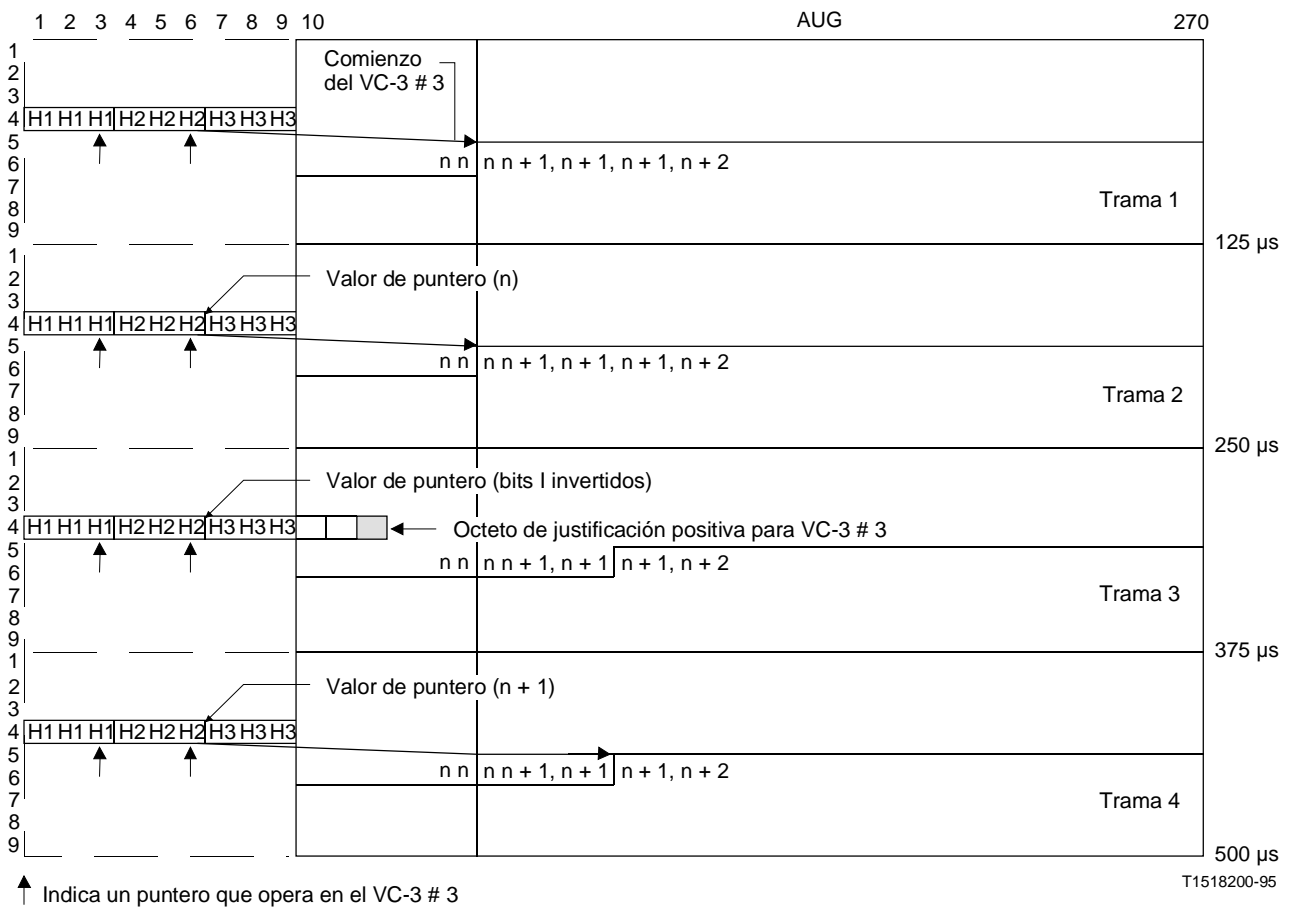 1 2 3 4 5 6 7 8 9 10 AUG 270
1
2
3
4 H1 H1 H1 H2 H2 H2 H3 H3 H3
5
6
7
8
9
Comienzo
del VC-3 # 3
n n n n + 1, n + 1, n + 1, n + 2
Trama 1
125 µs
1
2
3
4 H1 H1 H1 H2 H2 H2 H3 H3 H3
5
6
7
8
9
Valor de puntero (n)
n n n n + 1, n + 1, n + 1, n + 2
Trama 2
250 µs
1
2
3
4 H1 H1 H1 H2 H2 H2 H3 H3 H3
5
6
7
8
9
Valor de puntero (bits I invertidos)
Octeto de justificación positiva para VC-3 # 3
n n n n + 1, n + 1 n + 1, n + 2
Trama 3
375 µs
1
2
3
4 H1 H1 H1 H2 H2 H2 H3 H3 H3
5
6
7
8
9
Valor de puntero (n + 1)
n n n n + 1, n + 1 n + 1, n + 2
Trama 4
500 µs
T1518200-95
Indica un puntero que opera en el VC-3 # 3